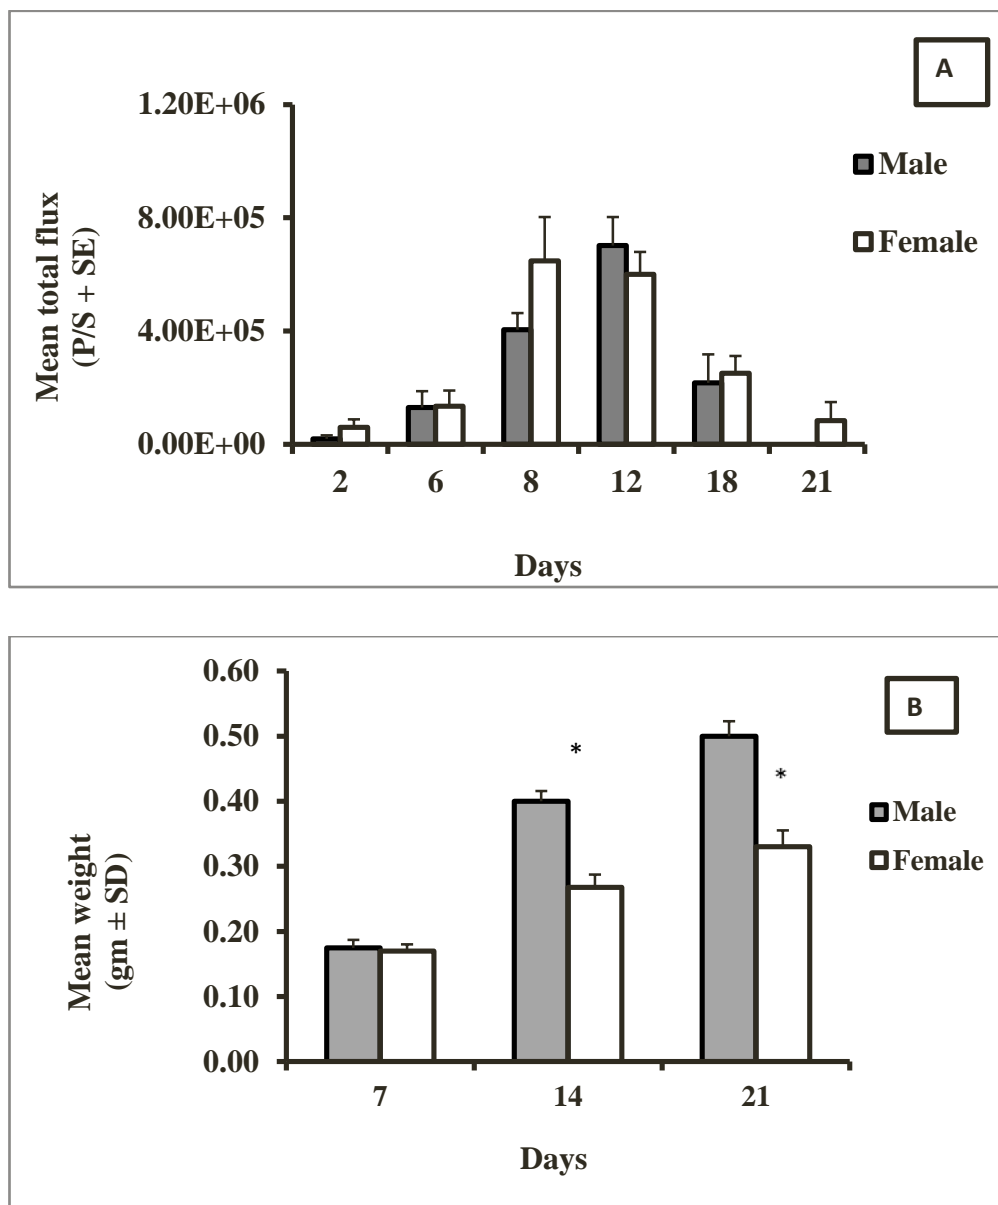 A
1.20E+06
8.00E+05
4.00E+05
0.00E+00
Mean total flux
(P/S + SE)
Male
Female
2 6 8 12 18 21
Days
B
0.60
0.50
0.40
0.30
0.20
0.10
0.00
Mean weight
(gm ± SD)
*
*
Male
Female
7 14 21
Days